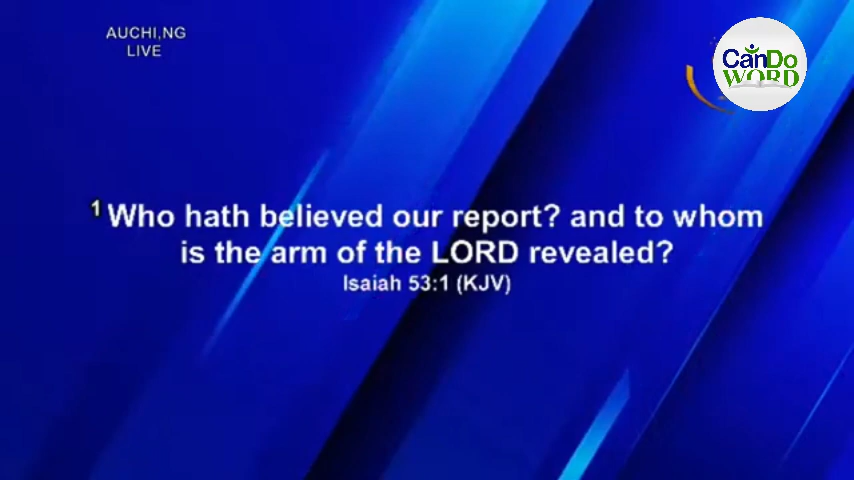 AUCHI,NG
LIVE
CanDo
WORD
1 Who hath believed our report? and to whom
is the arm of the LORD revealed?
Isaiah 53:1 (KJV)